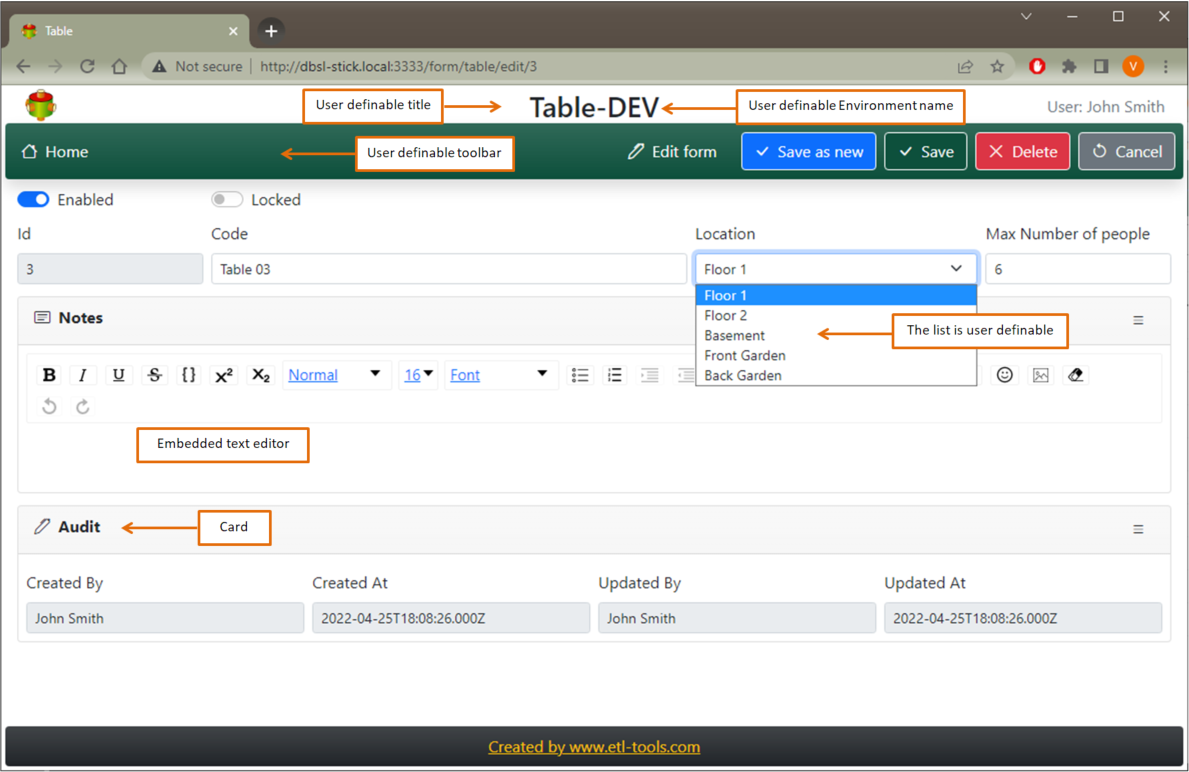 Table
Not secure http://dbsl-stick.local:3333/form/table/edit/3
V
User definable title
Table-DEV
User definable Environment name
User: John Smith
Home
User definable toolbar
Edit form
Save as new
Save
Delete
Cancel
Enabled
Locked
Id
Code
Location
Max Number of people
3
Table 03
Floor 1
6
Floor 1
Floor 2
Basement
Front Garden
Back Garden
The list is user definable
Notes
B I U S {} X² X₂ Normal 16 Font
Embedded text editor
Audit
Card
Created By
Created At
Updated By
Updated At
John Smith
2022-04-25T18:08:26.000Z
John Smith
2022-04-25T18:08:26.000Z
Created by www.etl-tools.com